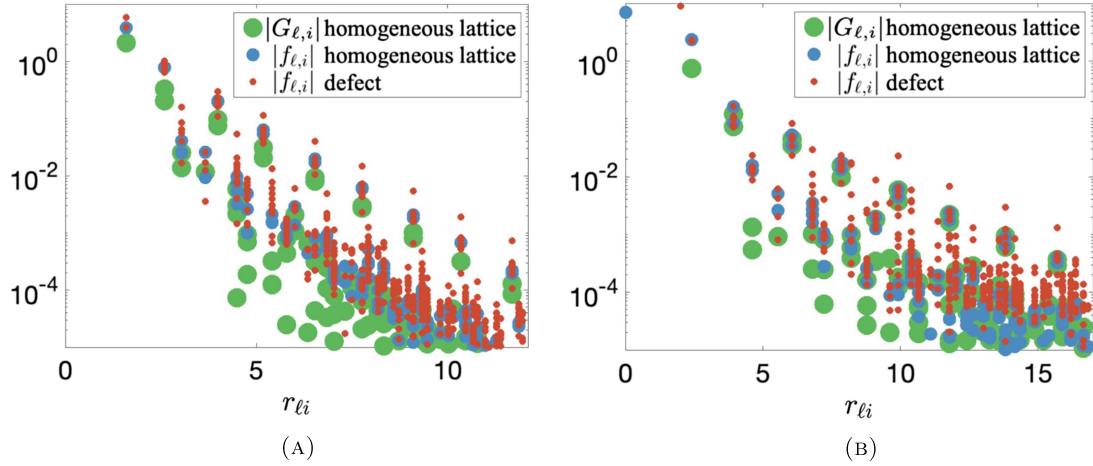 |G_{ℓ,i}| homogeneous lattice
|f_{ℓ,i}| homogeneous lattice
|f_{ℓ,i}| defect
10^0
10^{-2}
10^{-4}
0 5 10
r_{ℓi}
(A)
|G_{ℓ,i}| homogeneous lattice
|f_{ℓ,i}| homogeneous lattice
|f_{ℓ,i}| defect
10^0
10^{-2}
10^{-4}
0 5 10 15
r_{ℓi}
(B)